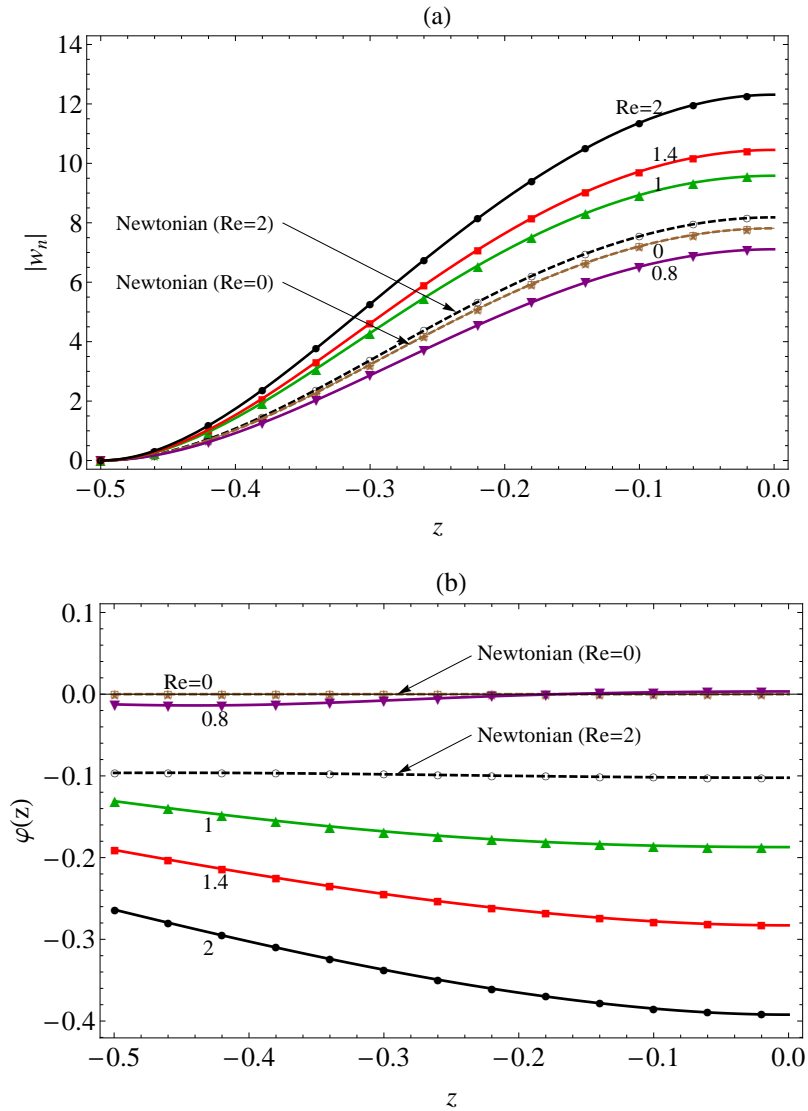 (a)
14
12
10
8
6
4
2
0
|wₙ|
Re=2
1.4
1
0
0.8
Newtonian (Re=2)
Newtonian (Re=0)
−0.5 −0.4 −0.3 −0.2 −0.1 0.0
z
(b)
0.1
0.0
−0.1
−0.2
−0.3
−0.4
φ(z)
Newtonian (Re=0)
Re=0
0.8
Newtonian (Re=2)
1
1.4
2
−0.5 −0.4 −0.3 −0.2 −0.1 0.0
z